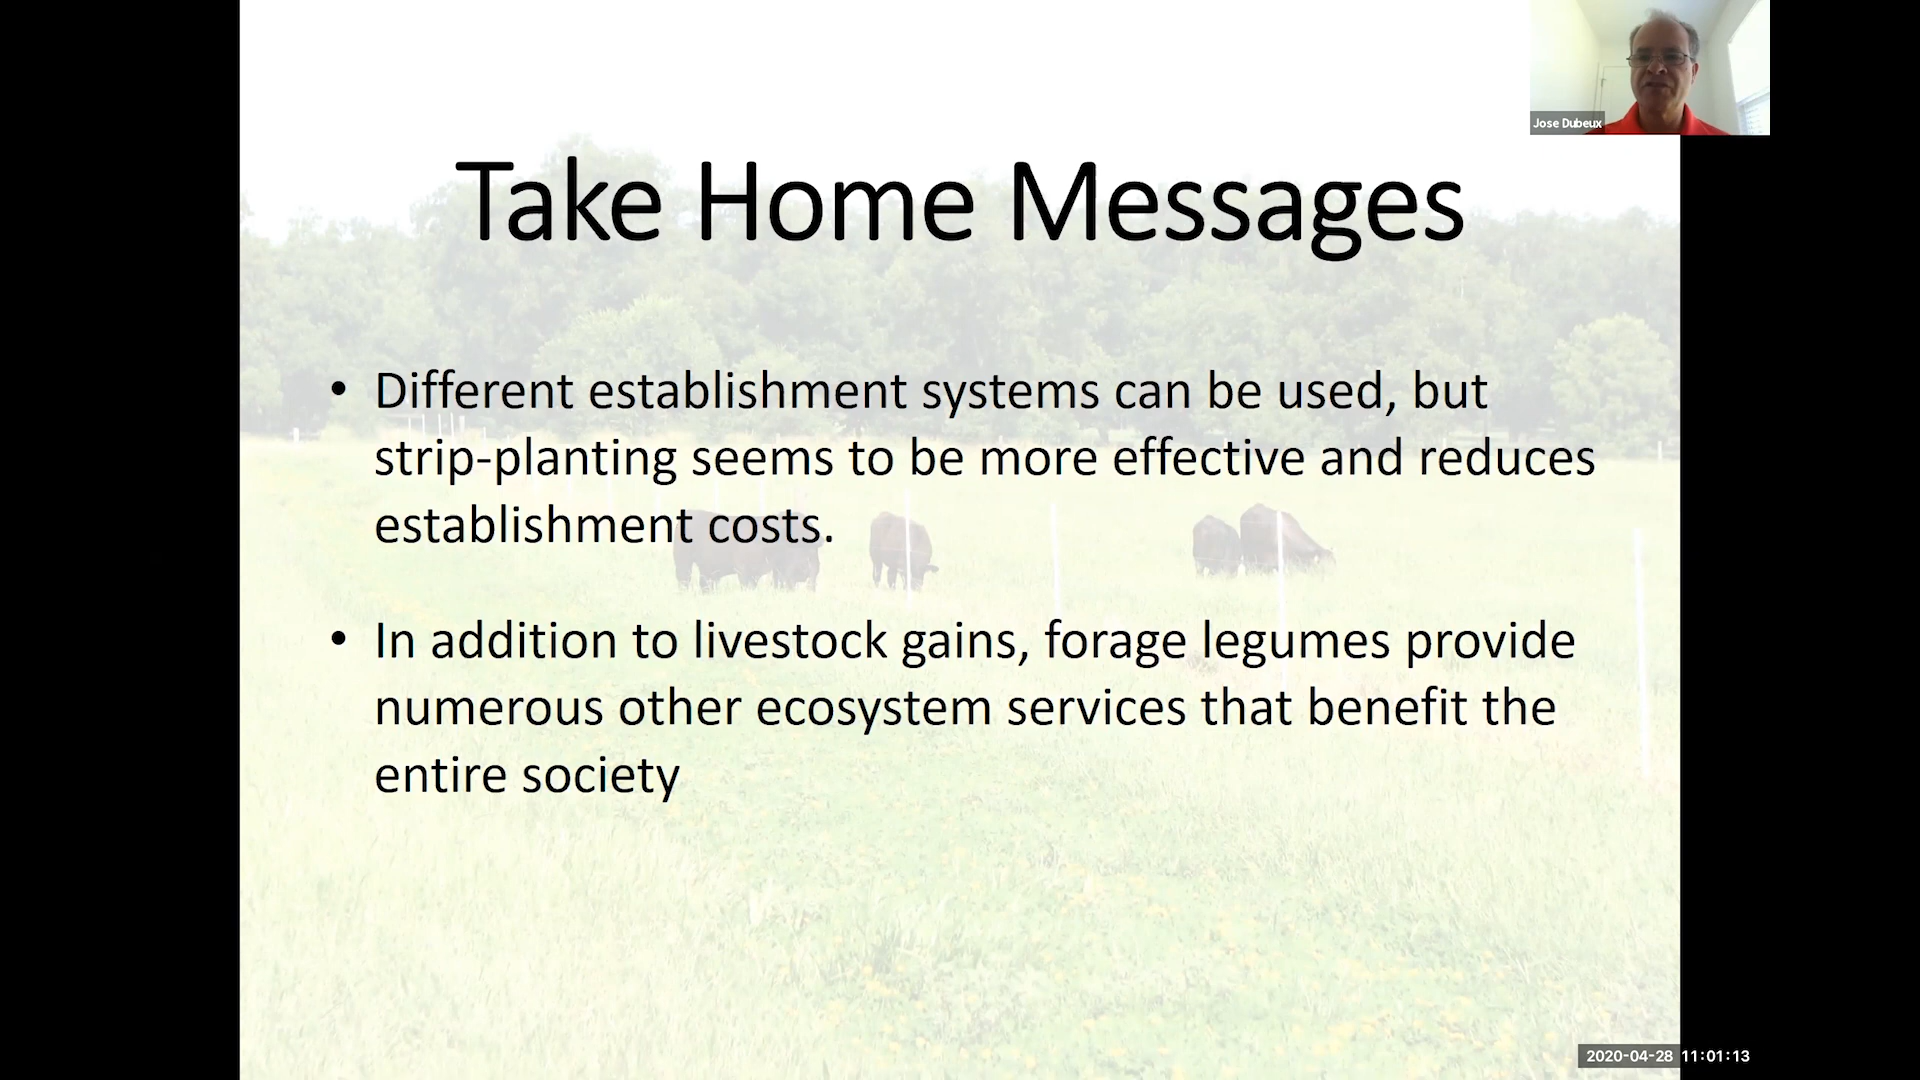 Jose Dubeux
Take Home Messages
• Different establishment systems can be used, but
strip-planting seems to be more effective and reduces
establishment costs.
• In addition to livestock gains, forage legumes provide
numerous other ecosystem services that benefit the
entire society
2020-04-28 11:01:13